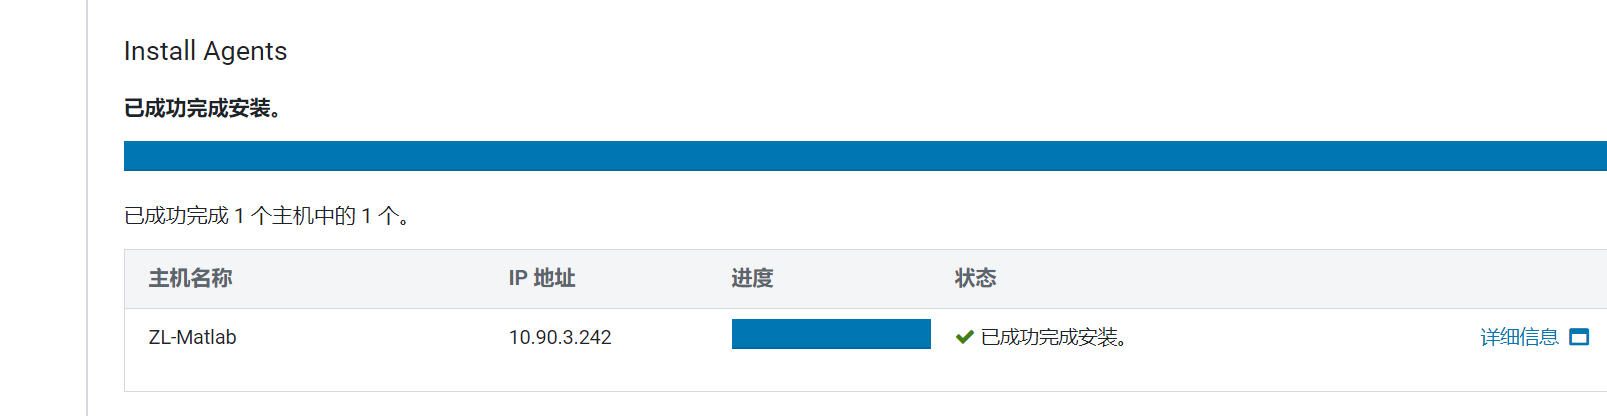 Install Agents
已成功完成安装。
已成功完成 1 个主机中的 1 个。
主机名称 IP 地址 进度 状态
ZL-Matlab 10.90.3.242 已成功完成安装。 详细信息